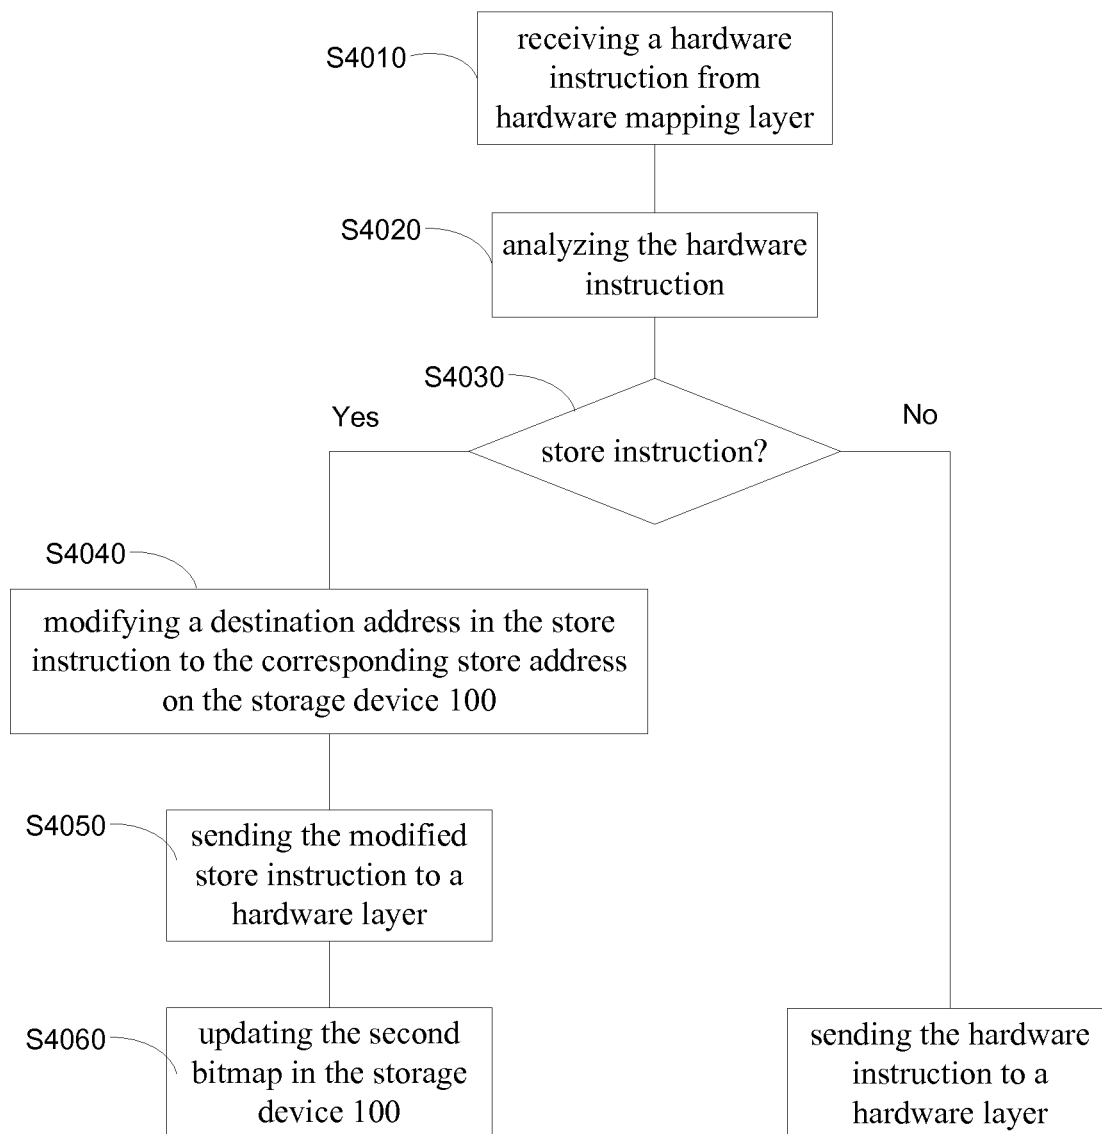 S4010
receiving a hardware
instruction from
hardware mapping layer
S4020
analyzing the hardware
instruction
S4030
Yes
No
store instruction?
S4040
modifying a destination address in the store
instruction to the corresponding store address
on the storage device 100
S4050
sending the modified
store instruction to a
hardware layer
S4060
updating the second
bitmap in the storage
device 100
sending the hardware
instruction to a
hardware layer